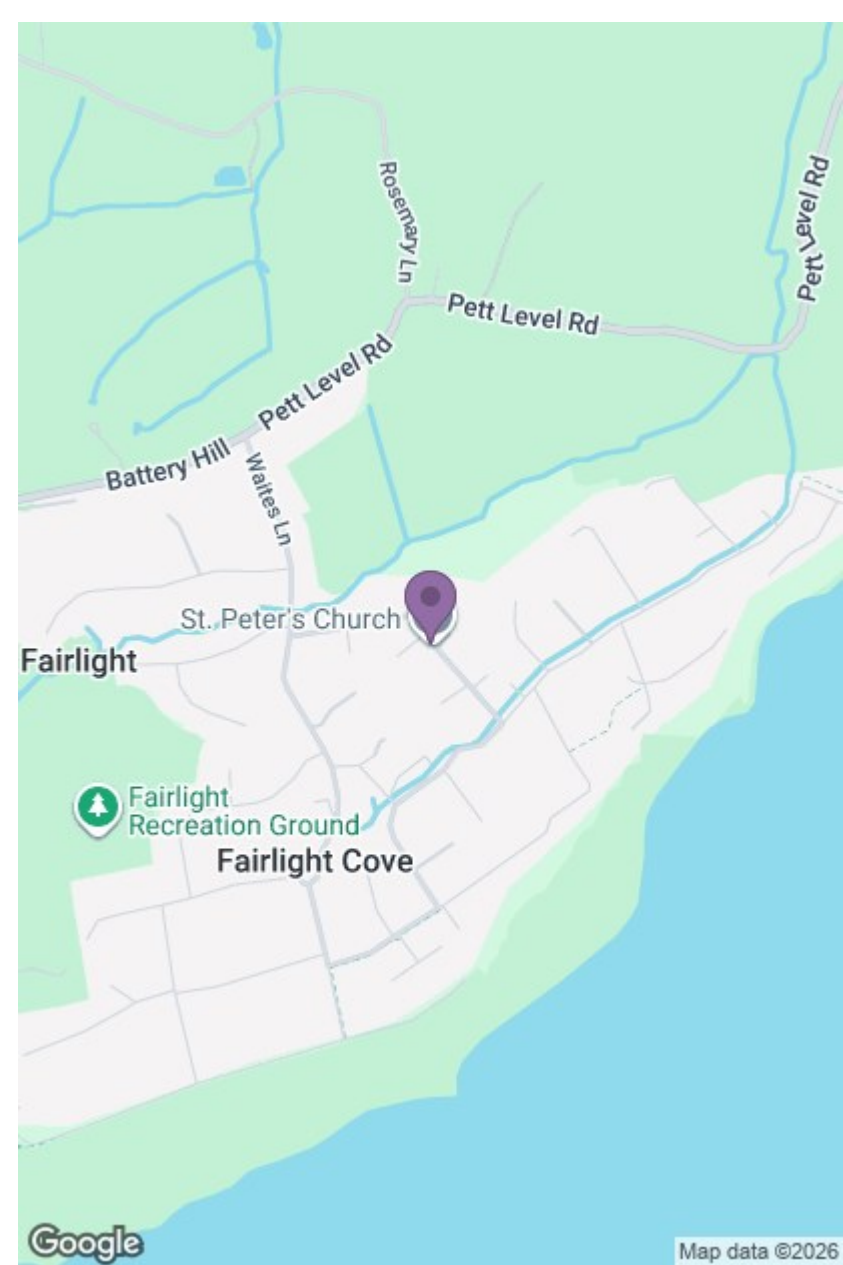 Rosemary Ln
Pett Level Rd
Pett Level Rd
Pett Level Rd
Battery Hill
Waites Ln
St. Peter's Church
Fairlight
Fairlight
Recreation Ground
Fairlight Cove
Google
Map data ©2026